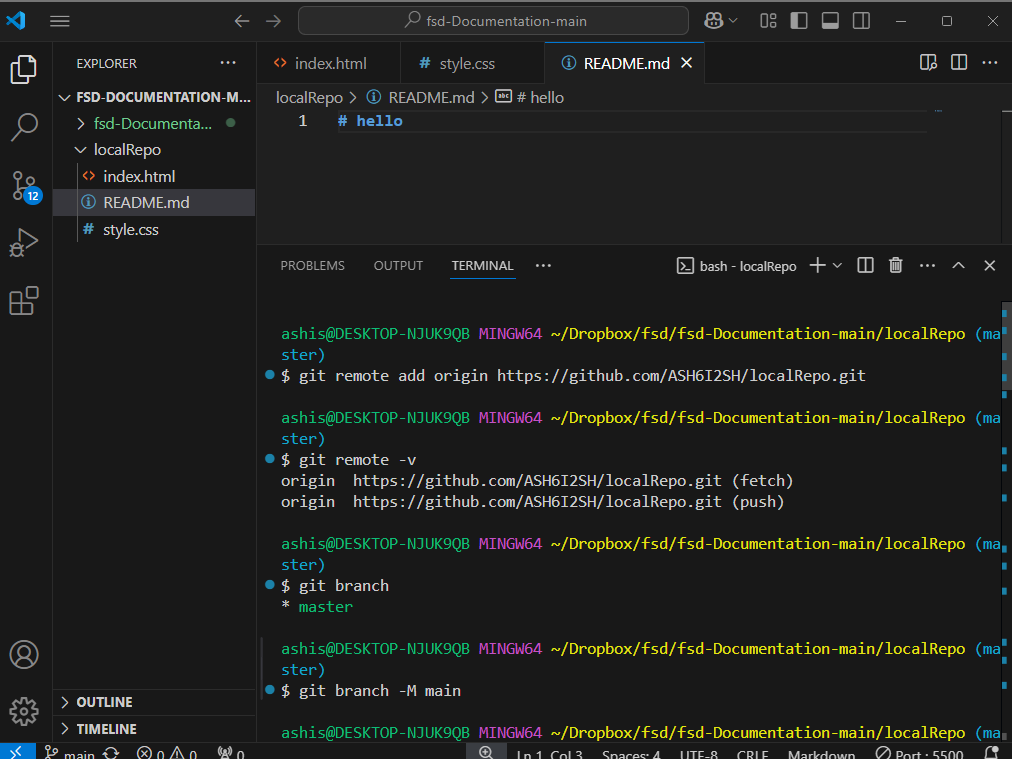 fsd-Documentation-main
EXPLORER
FSD-DOCUMENTATION-M...
fsd-Documenta...
localRepo
index.html
README.md
style.css
12
OUTLINE
TIMELINE
index.html
# style.css
README.md
localRepo > README.md > # hello
1 # hello
PROBLEMS OUTPUT TERMINAL
bash - localRepo
ashis@DESKTOP-NJUK9QB MINGW64 ~/Dropbox/fsd/fsd-Documentation-main/localRepo (ma
ster)
$ git remote add origin https://github.com/ASH6I2SH/localRepo.git
ashis@DESKTOP-NJUK9QB MINGW64 ~/Dropbox/fsd/fsd-Documentation-main/localRepo (ma
ster)
$ git remote -v
origin https://github.com/ASH6I2SH/localRepo.git (fetch)
origin https://github.com/ASH6I2SH/localRepo.git (push)
ashis@DESKTOP-NJUK9QB MINGW64 ~/Dropbox/fsd/fsd-Documentation-main/localRepo (ma
ster)
$ git branch
* master
ashis@DESKTOP-NJUK9QB MINGW64 ~/Dropbox/fsd/fsd-Documentation-main/localRepo (ma
ster)
$ git branch -M main
ashis@DESKTOP-NJUK9QB MINGW64 ~/Dropbox/fsd/fsd-Documentation-main/localRepo (ma
main 0 0 0 Ln 1, Col 3 Spaces: 4 UTF-8 CRLF Markdown Port : 5500